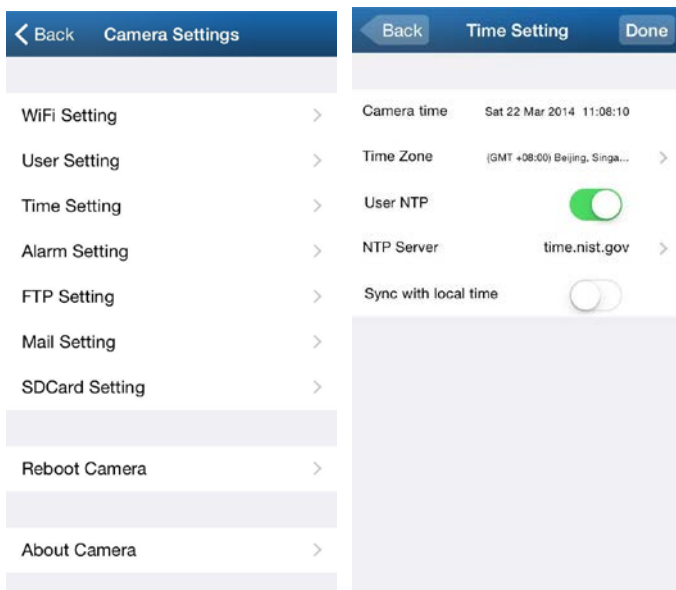 Back Camera Settings
WiFi Setting
User Setting
Time Setting
Alarm Setting
FTP Setting
Mail Setting
SDCard Setting
Reboot Camera
About Camera
Back Time Setting Done
Camera time Sat 22 Mar 2014 11:08:10
Time Zone (GMT +08:00) Beijing, Singa...
User NTP
NTP Server time.nist.gov
Sync with local time